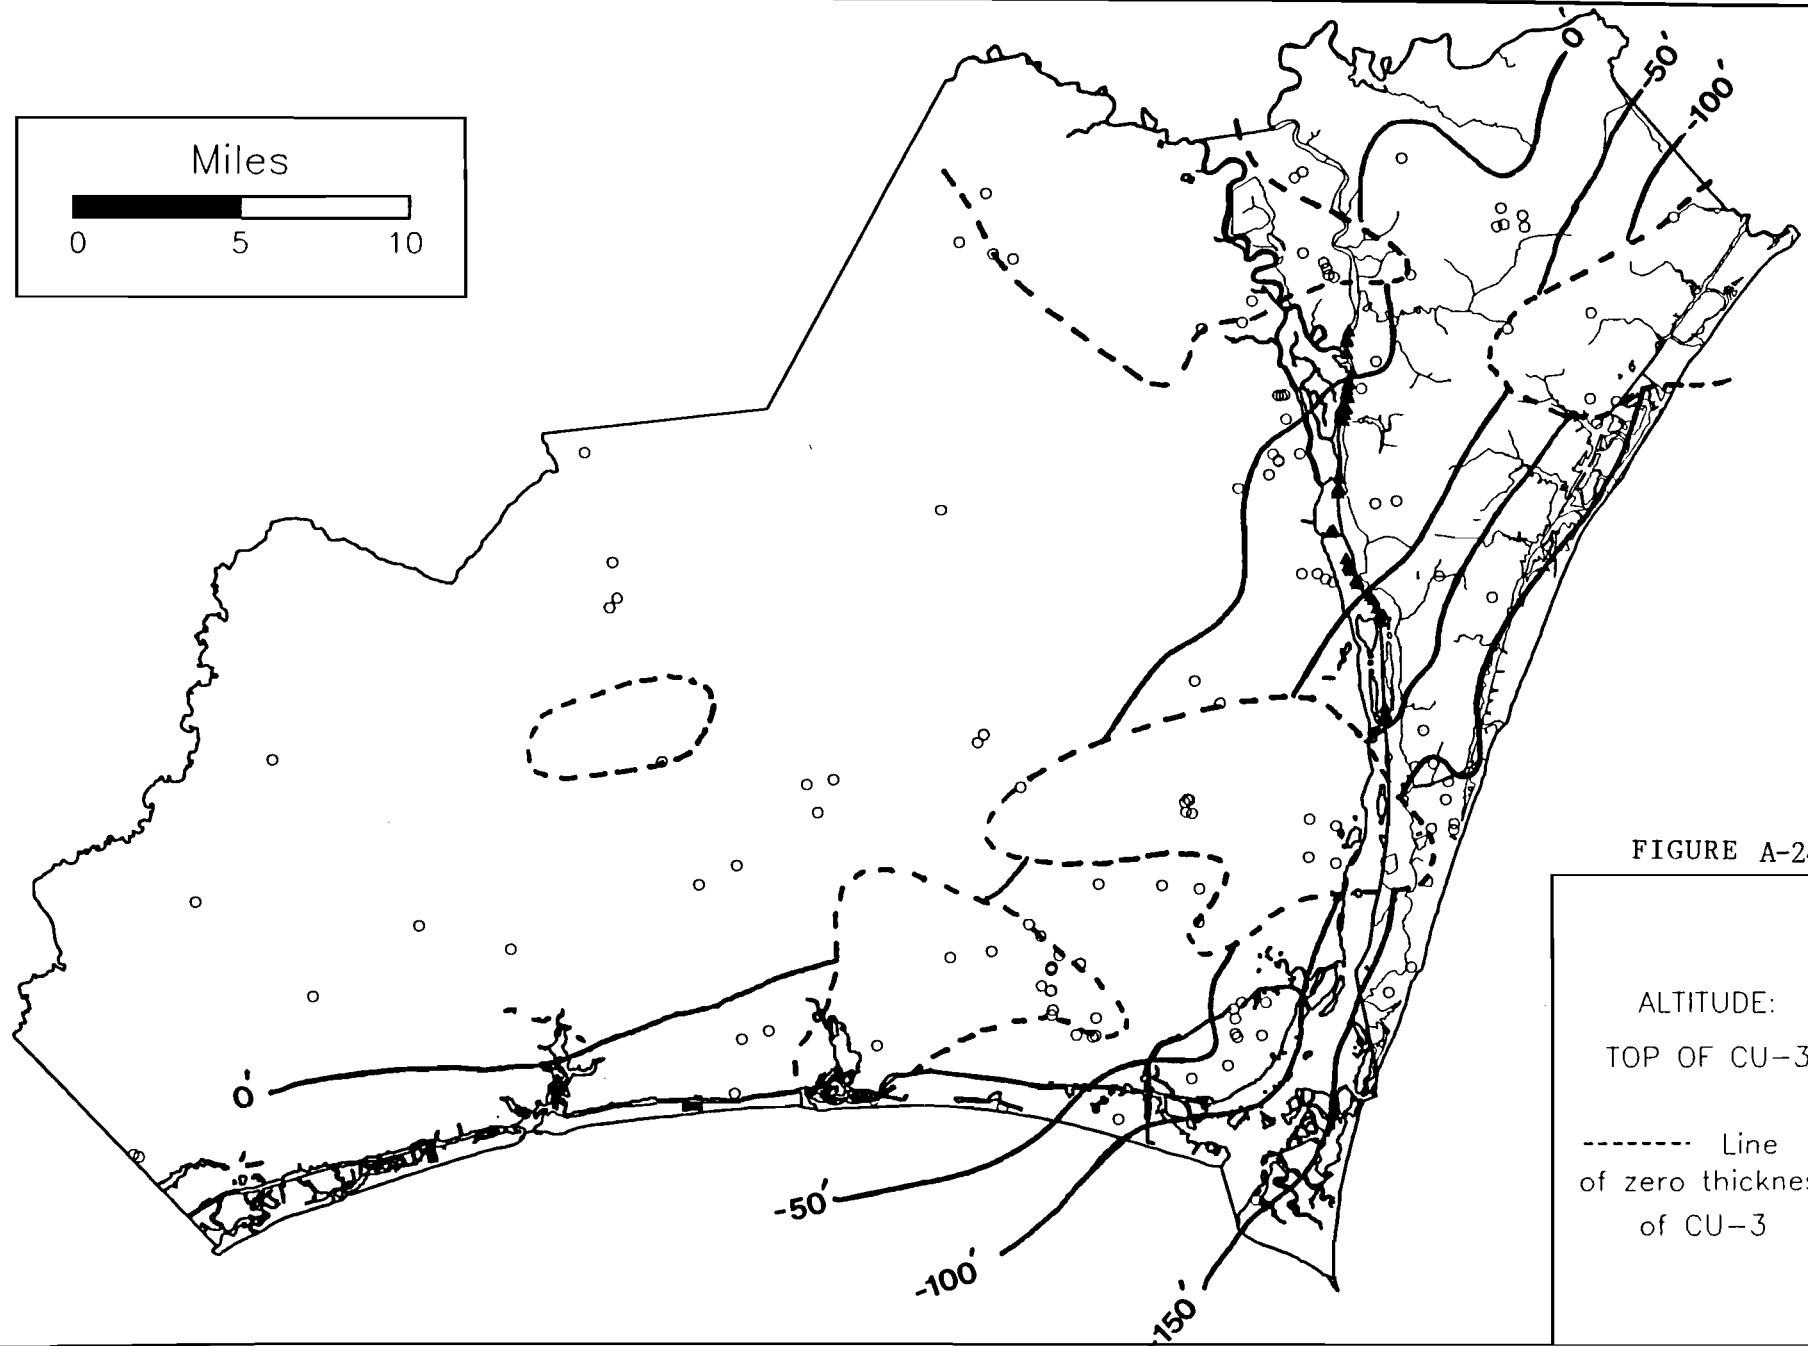 Miles
0 5 10
0'
-50'
-100'
0'
-50'
-100'
-150'
FIGURE A-2
ALTITUDE:
TOP OF CU-3
------- Line
of zero thicknes
of CU-3